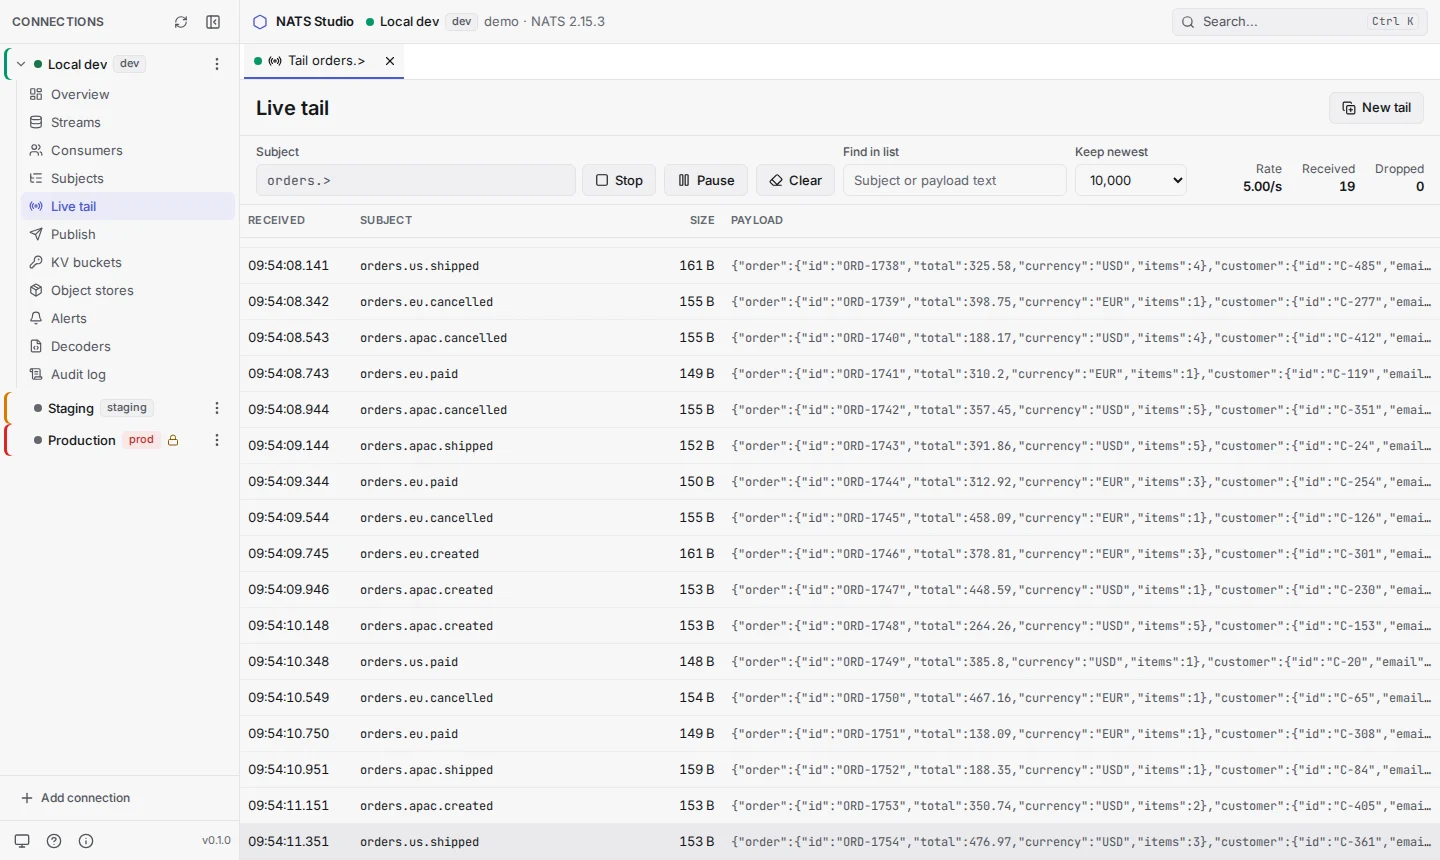 CONNECTIONS
NATS Studio Local dev dev demo · NATS 2.15.3
Search... Ctrl K
Local dev dev
Overview
Streams
Consumers
Subjects
Live tail
Publish
KV buckets
Object stores
Alerts
Decoders
Audit log
Staging staging
Production prod
Add connection
v0.1.0
Tail orders.>
Live tail
New tail
Subject
orders.>
Stop
Pause
Clear
Find in list
Subject or payload text
Keep newest
10,000
Rate Received Dropped
5.00/s 19 0
RECEIVED SUBJECT SIZE PAYLOAD
09:54:08.141 orders.us.shipped 161 B {"order":{"id":"ORD-1738","total":325.58,"currency":"USD","items":4},"customer":{"id":"C-485","emai…
09:54:08.342 orders.eu.cancelled 155 B {"order":{"id":"ORD-1739","total":398.75,"currency":"EUR","items":1},"customer":{"id":"C-277","emai…
09:54:08.543 orders.apac.cancelled 155 B {"order":{"id":"ORD-1740","total":188.17,"currency":"USD","items":4},"customer":{"id":"C-412","emai…
09:54:08.743 orders.eu.paid 149 B {"order":{"id":"ORD-1741","total":310.2,"currency":"EUR","items":1},"customer":{"id":"C-119","email…
09:54:08.944 orders.apac.cancelled 155 B {"order":{"id":"ORD-1742","total":357.45,"currency":"USD","items":5},"customer":{"id":"C-351","emai…
09:54:09.144 orders.apac.shipped 152 B {"order":{"id":"ORD-1743","total":391.86,"currency":"USD","items":5},"customer":{"id":"C-24","email…
09:54:09.344 orders.eu.paid 150 B {"order":{"id":"ORD-1744","total":312.92,"currency":"EUR","items":3},"customer":{"id":"C-254","emai…
09:54:09.544 orders.eu.cancelled 155 B {"order":{"id":"ORD-1745","total":458.09,"currency":"EUR","items":1},"customer":{"id":"C-126","emai…
09:54:09.745 orders.eu.created 161 B {"order":{"id":"ORD-1746","total":378.81,"currency":"EUR","items":3},"customer":{"id":"C-301","emai…
09:54:09.946 orders.apac.created 153 B {"order":{"id":"ORD-1747","total":448.59,"currency":"USD","items":1},"customer":{"id":"C-230","emai…
09:54:10.148 orders.apac.created 153 B {"order":{"id":"ORD-1748","total":264.26,"currency":"USD","items":5},"customer":{"id":"C-153","emai…
09:54:10.348 orders.us.paid 148 B {"order":{"id":"ORD-1749","total":385.8,"currency":"USD","items":1},"customer":{"id":"C-20","email"…
09:54:10.549 orders.eu.cancelled 154 B {"order":{"id":"ORD-1750","total":467.16,"currency":"EUR","items":1},"customer":{"id":"C-65","email…
09:54:10.750 orders.eu.paid 149 B {"order":{"id":"ORD-1751","total":138.09,"currency":"EUR","items":1},"customer":{"id":"C-308","emai…
09:54:10.951 orders.apac.shipped 159 B {"order":{"id":"ORD-1752","total":188.35,"currency":"USD","items":1},"customer":{"id":"C-84","email…
09:54:11.151 orders.apac.created 153 B {"order":{"id":"ORD-1753","total":350.74,"currency":"USD","items":2},"customer":{"id":"C-405","emai…
09:54:11.351 orders.us.shipped 153 B {"order":{"id":"ORD-1754","total":476.97,"currency":"USD","items":3},"customer":{"id":"C-361","emai…